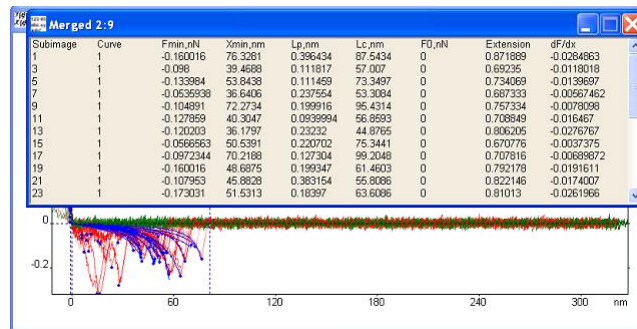 Merged 2:9
Subimage Curve Fmin,nN Xmin,nm Lp,nm Lc,nm F0,nN Extension dF/dx
1 1 -0.160016 76.3281 0.396434 87.5434 0 0.871889 -0.0284863
3 1 -0.098 39.4688 0.111817 57.007 0 0.69235 -0.0118018
5 1 -0.133984 53.8438 0.111459 73.3497 0 0.734069 -0.0139697
7 1 -0.0535938 36.6406 0.237554 53.3084 0 0.687333 -0.00567462
9 1 -0.104891 72.2734 0.199916 95.4314 0 0.757334 -0.0078098
11 1 -0.127859 40.3047 0.0939994 56.8593 0 0.708849 -0.016467
13 1 -0.120203 36.1797 0.23232 44.8765 0 0.806205 -0.0276767
15 1 -0.0566563 50.5391 0.220702 75.3441 0 0.670776 -0.0037375
17 1 -0.0972344 70.2188 0.127304 99.2048 0 0.707816 -0.00689872
19 1 -0.160016 48.6875 0.199347 61.4603 0 0.792178 -0.0191611
21 1 -0.107953 45.8828 0.383154 55.8086 0 0.822146 -0.0174007
23 1 -0.173031 51.5313 0.18397 63.6086 0 0.81013 -0.0261966
0
-0.2
0 60 120 180 240 300 nm